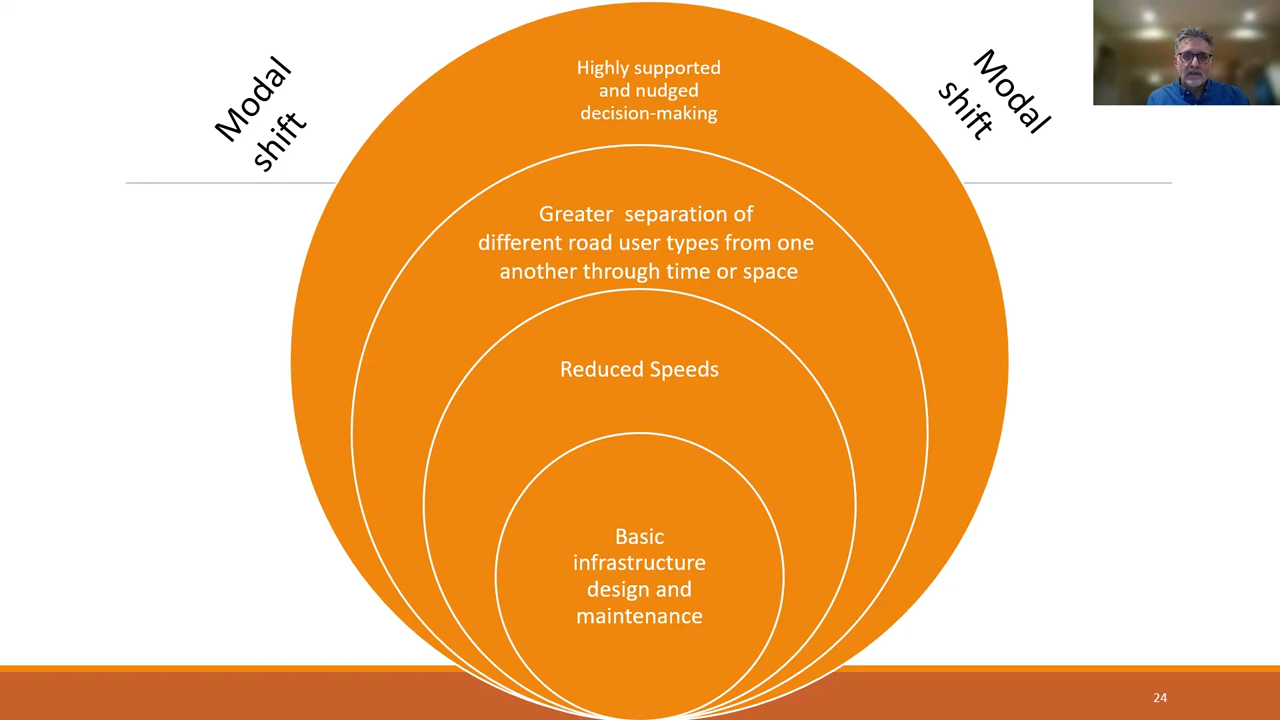 Modal
shift
Modal
shift
Highly supported
and nudged
decision-making
Greater separation of
different road user types from one
another through time or space
Reduced Speeds
Basic
infrastructure
design and
maintenance
24